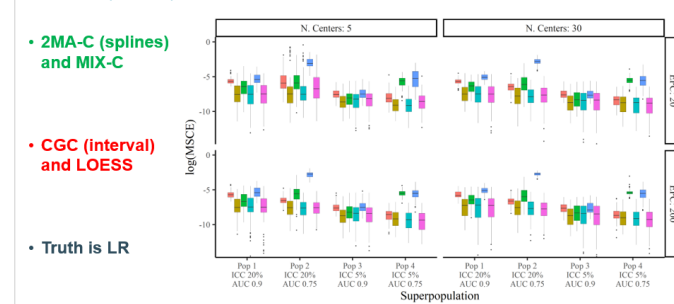 • 2MA-C (splines)
and MIX-C
• CGC (interval)
and LOESS
• Truth is LR
N. Centers: 5
N. Centers: 30
0
-5
-10
0
-5
-10
log(MSCE)
Pop 1
ICC 20%
AUC 0.9
Pop 2
ICC 20%
AUC 0.75
Pop 3
ICC 5%
AUC 0.9
Pop 4
ICC 5%
AUC 0.75
Pop 1
ICC 20%
AUC 0.9
Pop 2
ICC 20%
AUC 0.75
Pop 3
ICC 5%
AUC 0.9
Pop 4
ICC 5%
AUC 0.75
Superpopulation